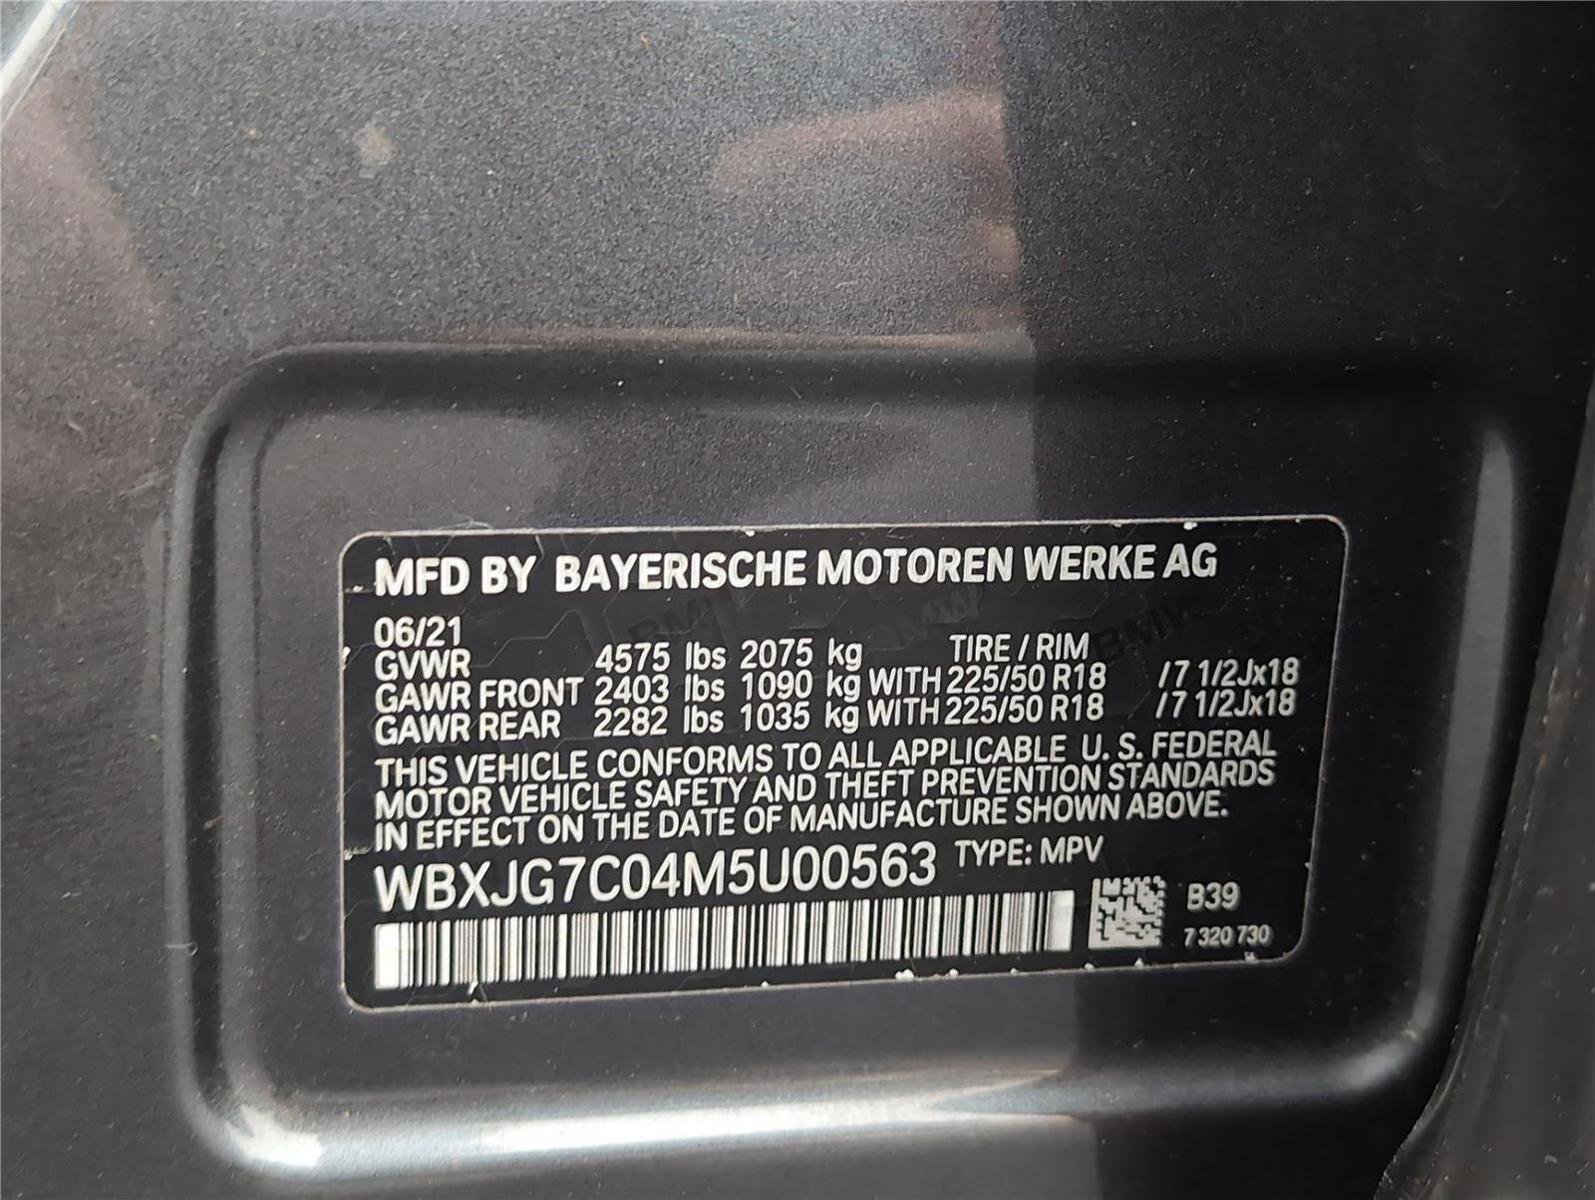 MFD BY BAYERISCHE MOTOREN WERKE AG
06/21
GVWR 4575 lbs 2075 kg TIRE / RIM
GAWR FRONT 2403 lbs 1090 kg WITH 225/50 R18 /7 1/2Jx18
GAWR REAR 2282 lbs 1035 kg WITH 225/50 R18 /7 1/2Jx18
THIS VEHICLE CONFORMS TO ALL APPLICABLE U. S. FEDERAL
MOTOR VEHICLE SAFETY AND THEFT PREVENTION STANDARDS
IN EFFECT ON THE DATE OF MANUFACTURE SHOWN ABOVE.
WBXJG7C04M5U00563 TYPE: MPV
B39
7 320 730